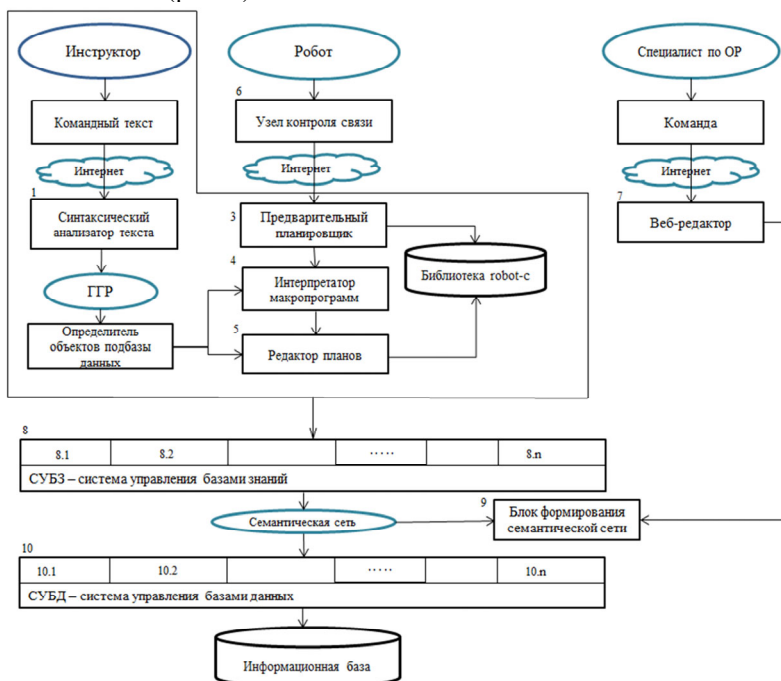 Инструктор
Робот
Специалист по ОР
6
Командный текст
Узел контроля связи
Команда
Интернет
Интернет
Интернет
1
7
Синтаксический
анализатор текста
3
Предварительный
планировщик
Веб-редактор
4
Библиотека robot-c
ГГР
Интерпретатор
макропрограмм
Определитель
объектов подбазы
данных
5
Редактор планов
8
8.1
8.2
.....
8.n
СУБЗ – система управления базами знаний
9
Семантическая сеть
Блок формирования
семантической сети
10
10.1
10.2
.....
10.n
СУБД – система управления базами данных
Информационная база